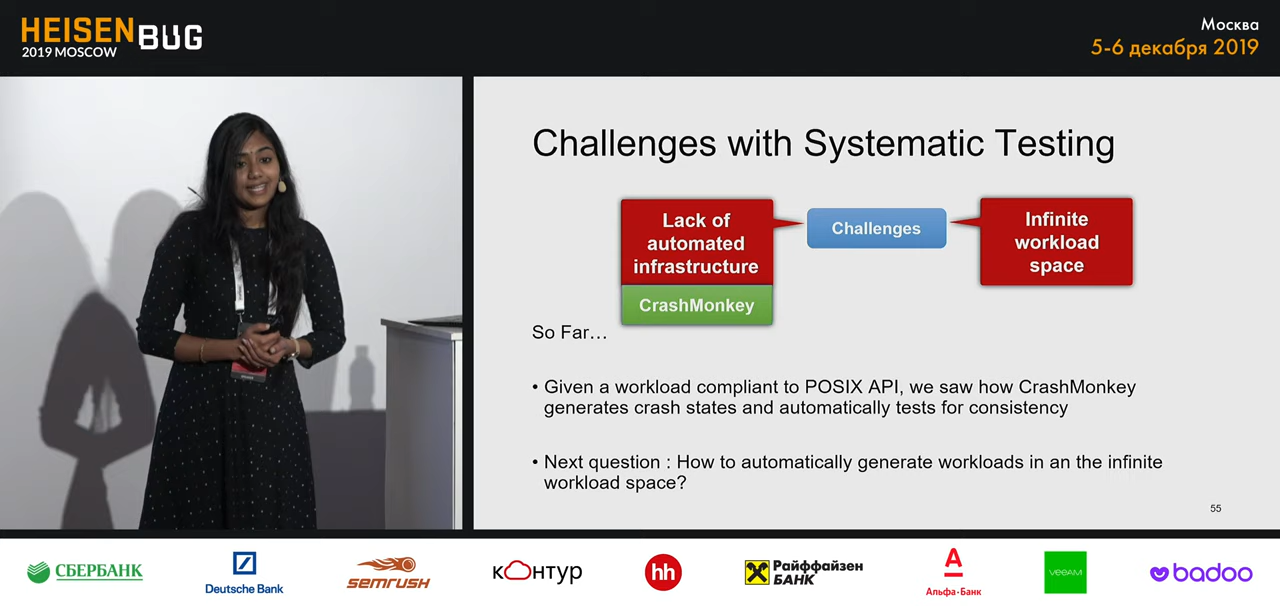 HEISENBUG
2019 MOSCOW
Москва
5-6 декабря 2019
Challenges with Systematic Testing
Lack of
automated
infrastructure
CrashMonkey
Challenges
Infinite
workload
space
So Far…
• Given a workload compliant to POSIX API, we saw how CrashMonkey
generates crash states and automatically tests for consistency
• Next question : How to automatically generate workloads in an the infinite
workload space?
55
СБЕРБАНК
Deutsche Bank
semrush
контур
hh
Райффайзен
БАНК
А
Альфа·Банк
veeam
badoo